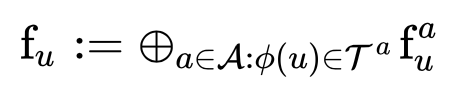 f_u := ⊕_{a∈𝒜:ϕ(u)∈𝒯^a} f_u^a